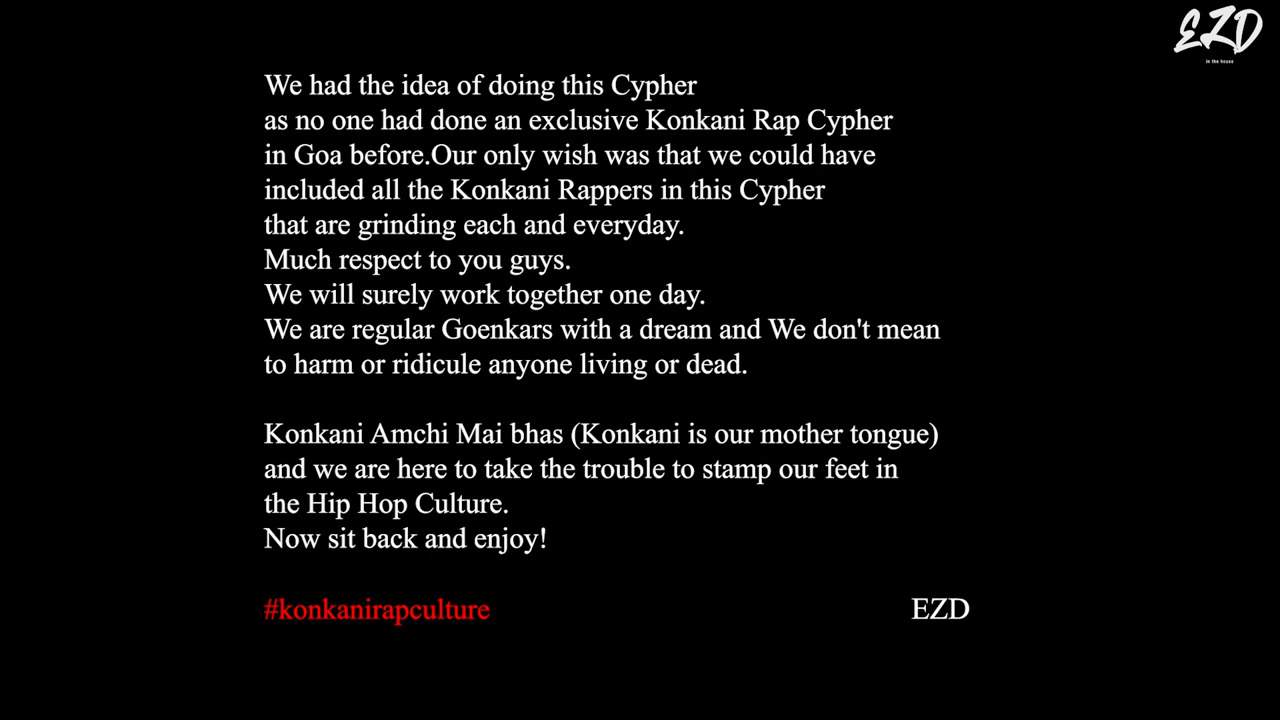 EZD
in the house
We had the idea of doing this Cypher
as no one had done an exclusive Konkani Rap Cypher
in Goa before.Our only wish was that we could have
included all the Konkani Rappers in this Cypher
that are grinding each and everyday.
Much respect to you guys.
We will surely work together one day.
We are regular Goenkars with a dream and We don't mean
to harm or ridicule anyone living or dead.
Konkani Amchi Mai bhas (Konkani is our mother tongue)
and we are here to take the trouble to stamp our feet in
the Hip Hop Culture.
Now sit back and enjoy!
#konkanirapculture EZD